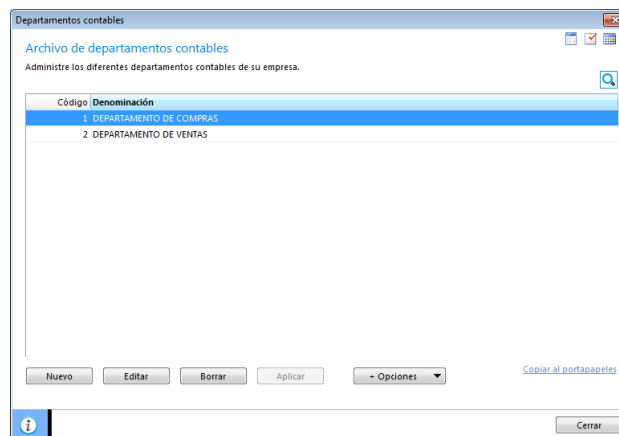 Departamentos contables
Archivo de departamentos contables
Administre los diferentes departamentos contables de su empresa.
Código Denominación
1 DEPARTAMENTO DE COMPRAS
2 DEPARTAMENTO DE VENTAS
Nuevo Editar Borrar Aplicar + Opciones Copiar al portapapeles
i Cerrar